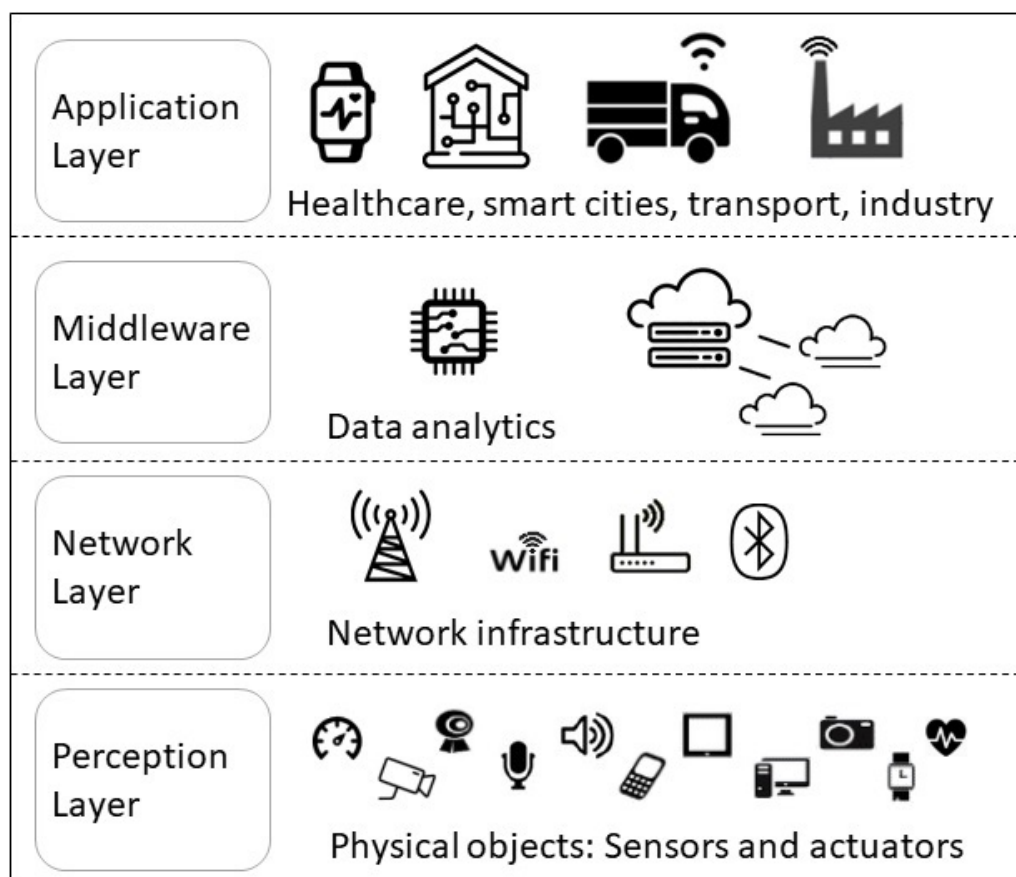 Application
Layer
Healthcare, smart cities, transport, industry
Middleware
Layer
Data analytics
Network
Layer
Wifi
Network infrastructure
Perception
Layer
Physical objects: Sensors and actuators